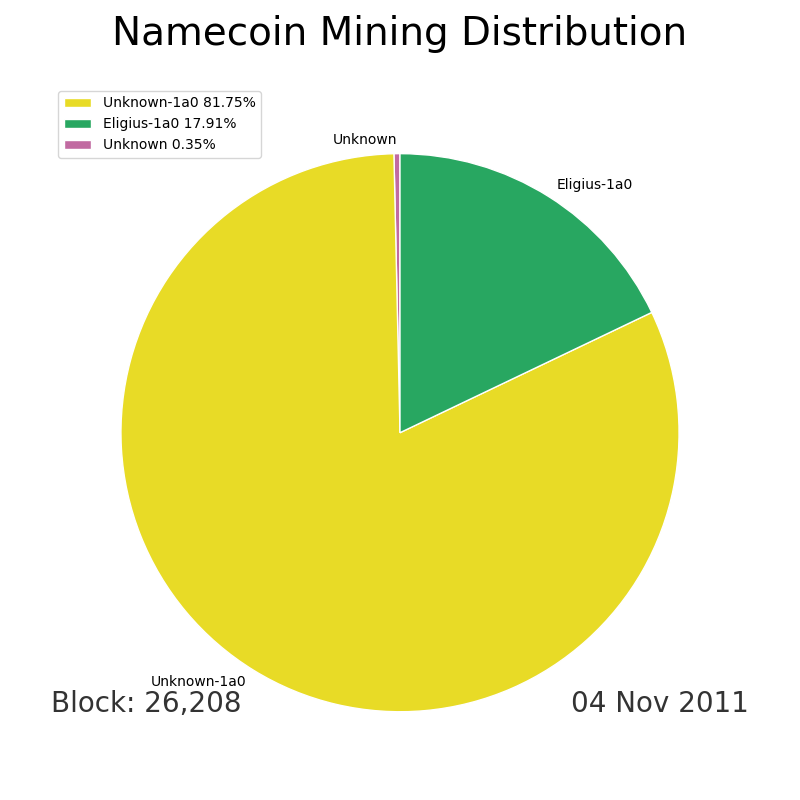 Namecoin Mining Distribution
Unknown-1a0 81.75%
Eligius-1a0 17.91%
Unknown 0.35%
Unknown
Eligius-1a0
Unknown-1a0
Block: 26,208
04 Nov 2011